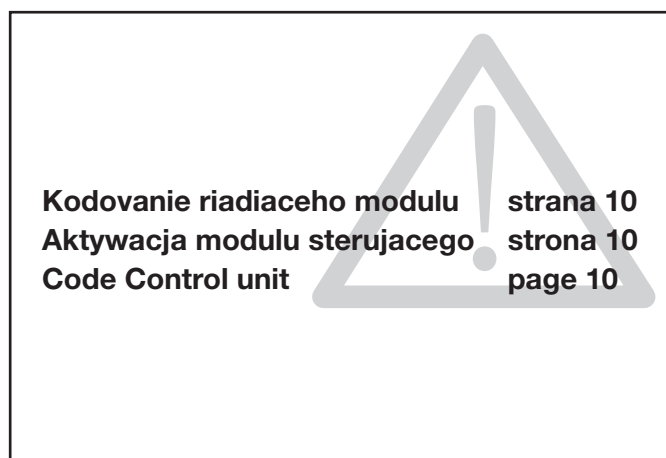 Kodovanie riadiaceho modulu strana 10
Aktywacja modulu sterujacego strona 10
Code Control unit page 10